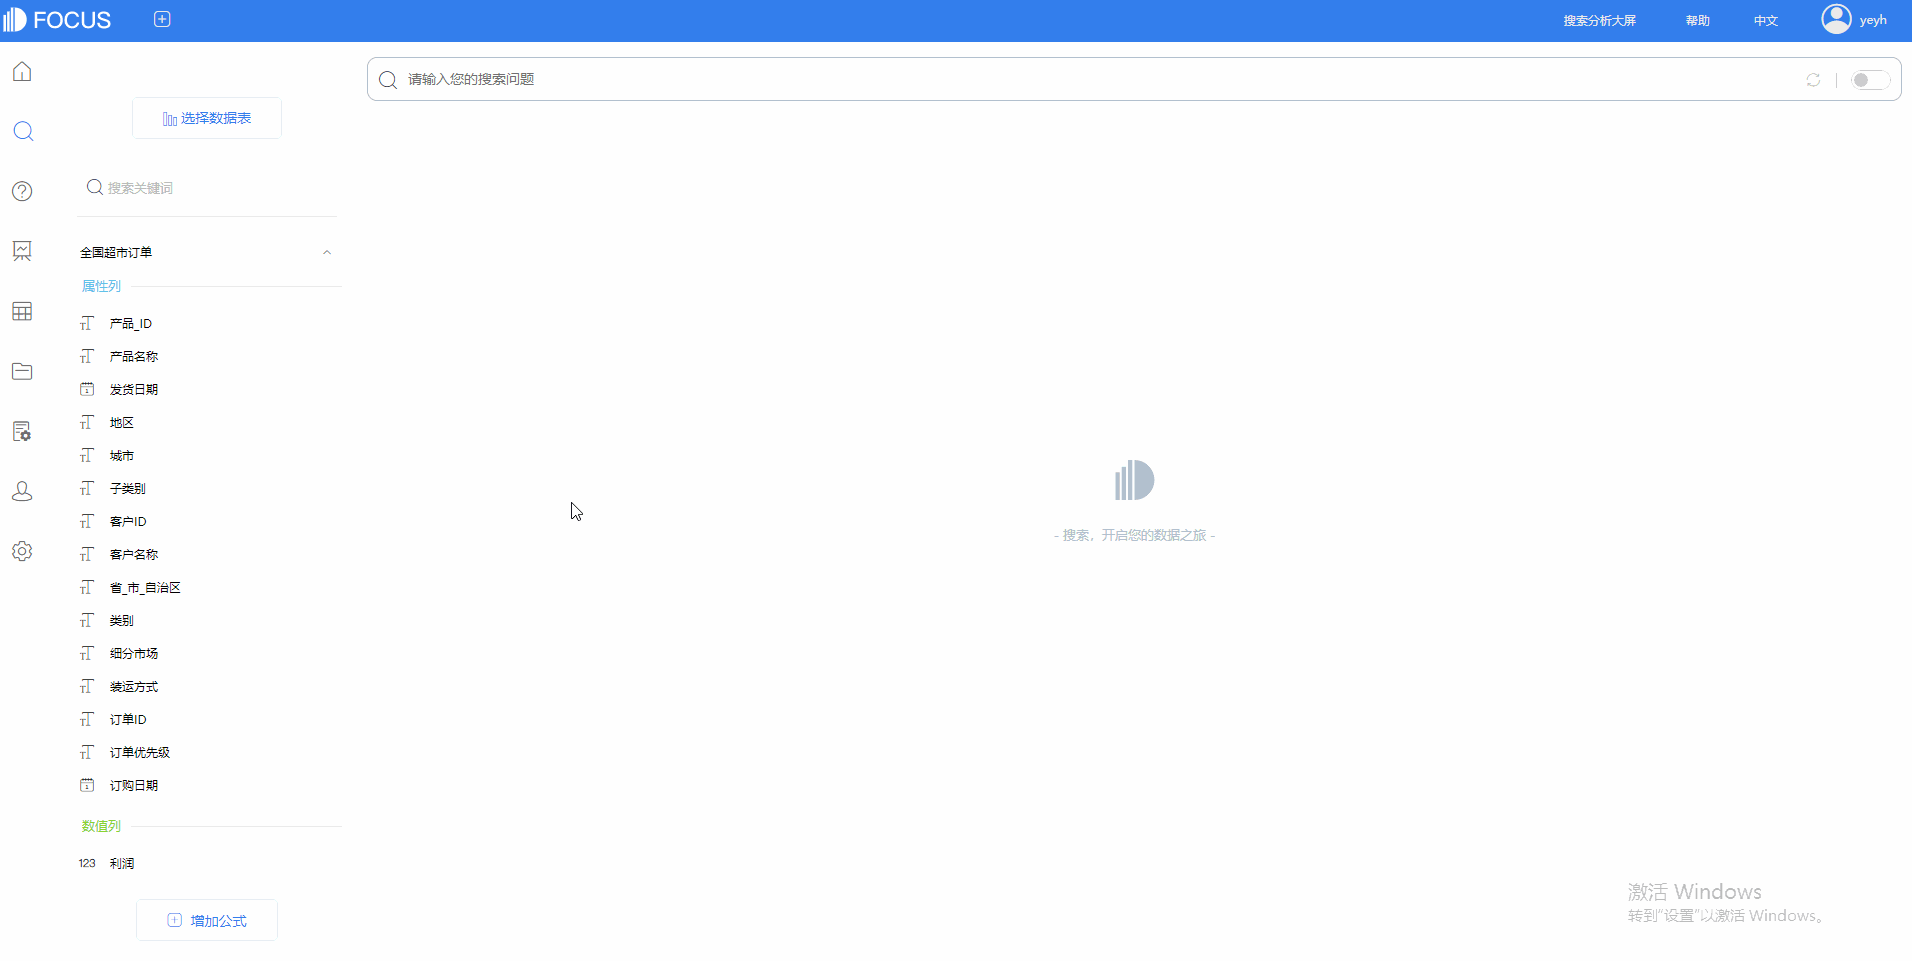 FOCUS
搜索分析大屏
帮助
中文
yeyh
请输入您的搜索问题
选择数据表
搜索关键词
全国超市订单
属性列
产品_ID
产品名称
发货日期
地区
城市
子类别
客户ID
客户名称
省_市_自治区
类别
细分市场
装运方式
订单ID
订单优先级
订购日期
数值列
123 利润
增加公式
- 搜索，开启您的数据之旅 -
激活 Windows
转到"设置"以激活 Windows。